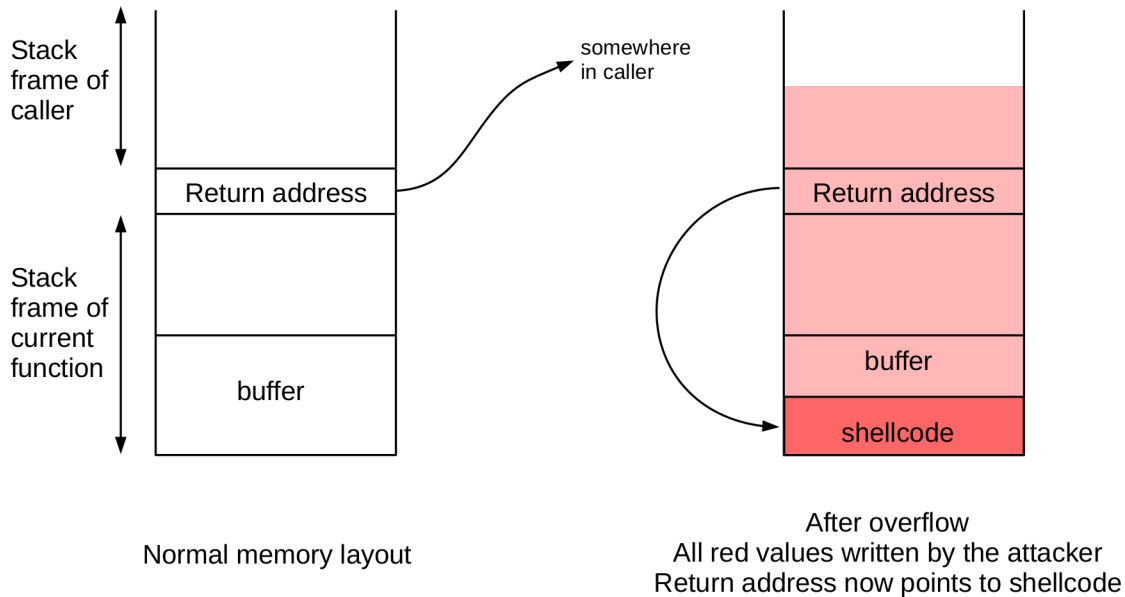 Stack
frame of
caller
Return address
Stack
frame of
current
function
buffer
Normal memory layout
somewhere
in caller
Return address
buffer
shellcode
After overflow
All red values written by the attacker
Return address now points to shellcode